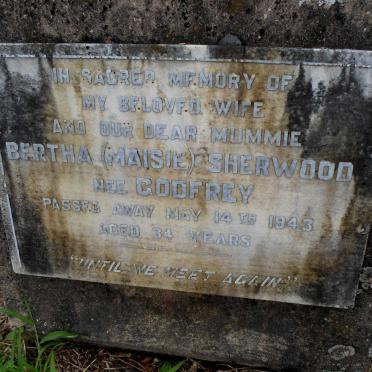 IN SACRED MEMORY OF
MY BELOVED WIFE
AND OUR DEAR MUMMIE
BERTHA (MAISIE) SHERWOOD
NEE GODFREY
PASSED AWAY MAY 14TH 1943
AGED 34 YEARS
"UNTIL WE MEET AGAIN"